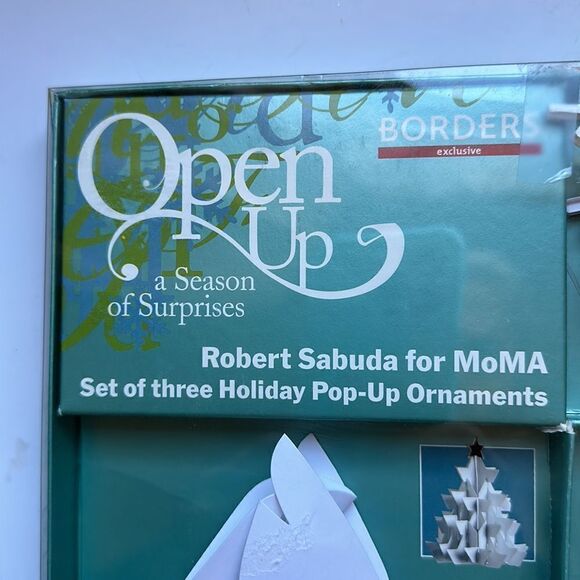 Open
Up
a Season
of Surprises
BORDERS
exclusive
Robert Sabuda for MoMA
Set of three Holiday Pop-Up Ornaments